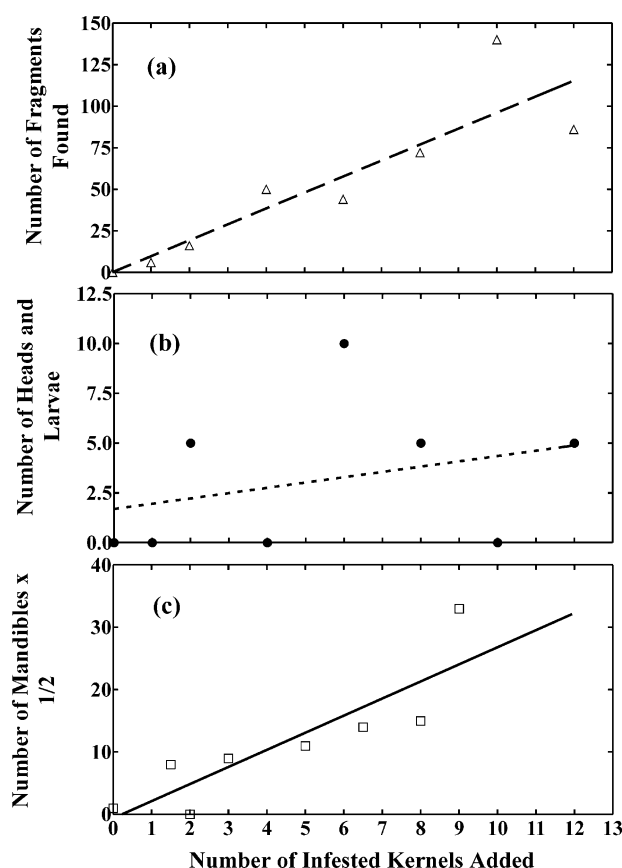 150
125
100
75
50
25
0
(a)
Number of Fragments
Found
12.5
10.0
7.5
5.0
2.5
0.0
(b)
Number of Heads and
Larvae
40
30
20
10
0
(c)
Number of Mandibles x
1/2
0 1 2 3 4 5 6 7 8 9 10 11 12 13
Number of Infested Kernels Added